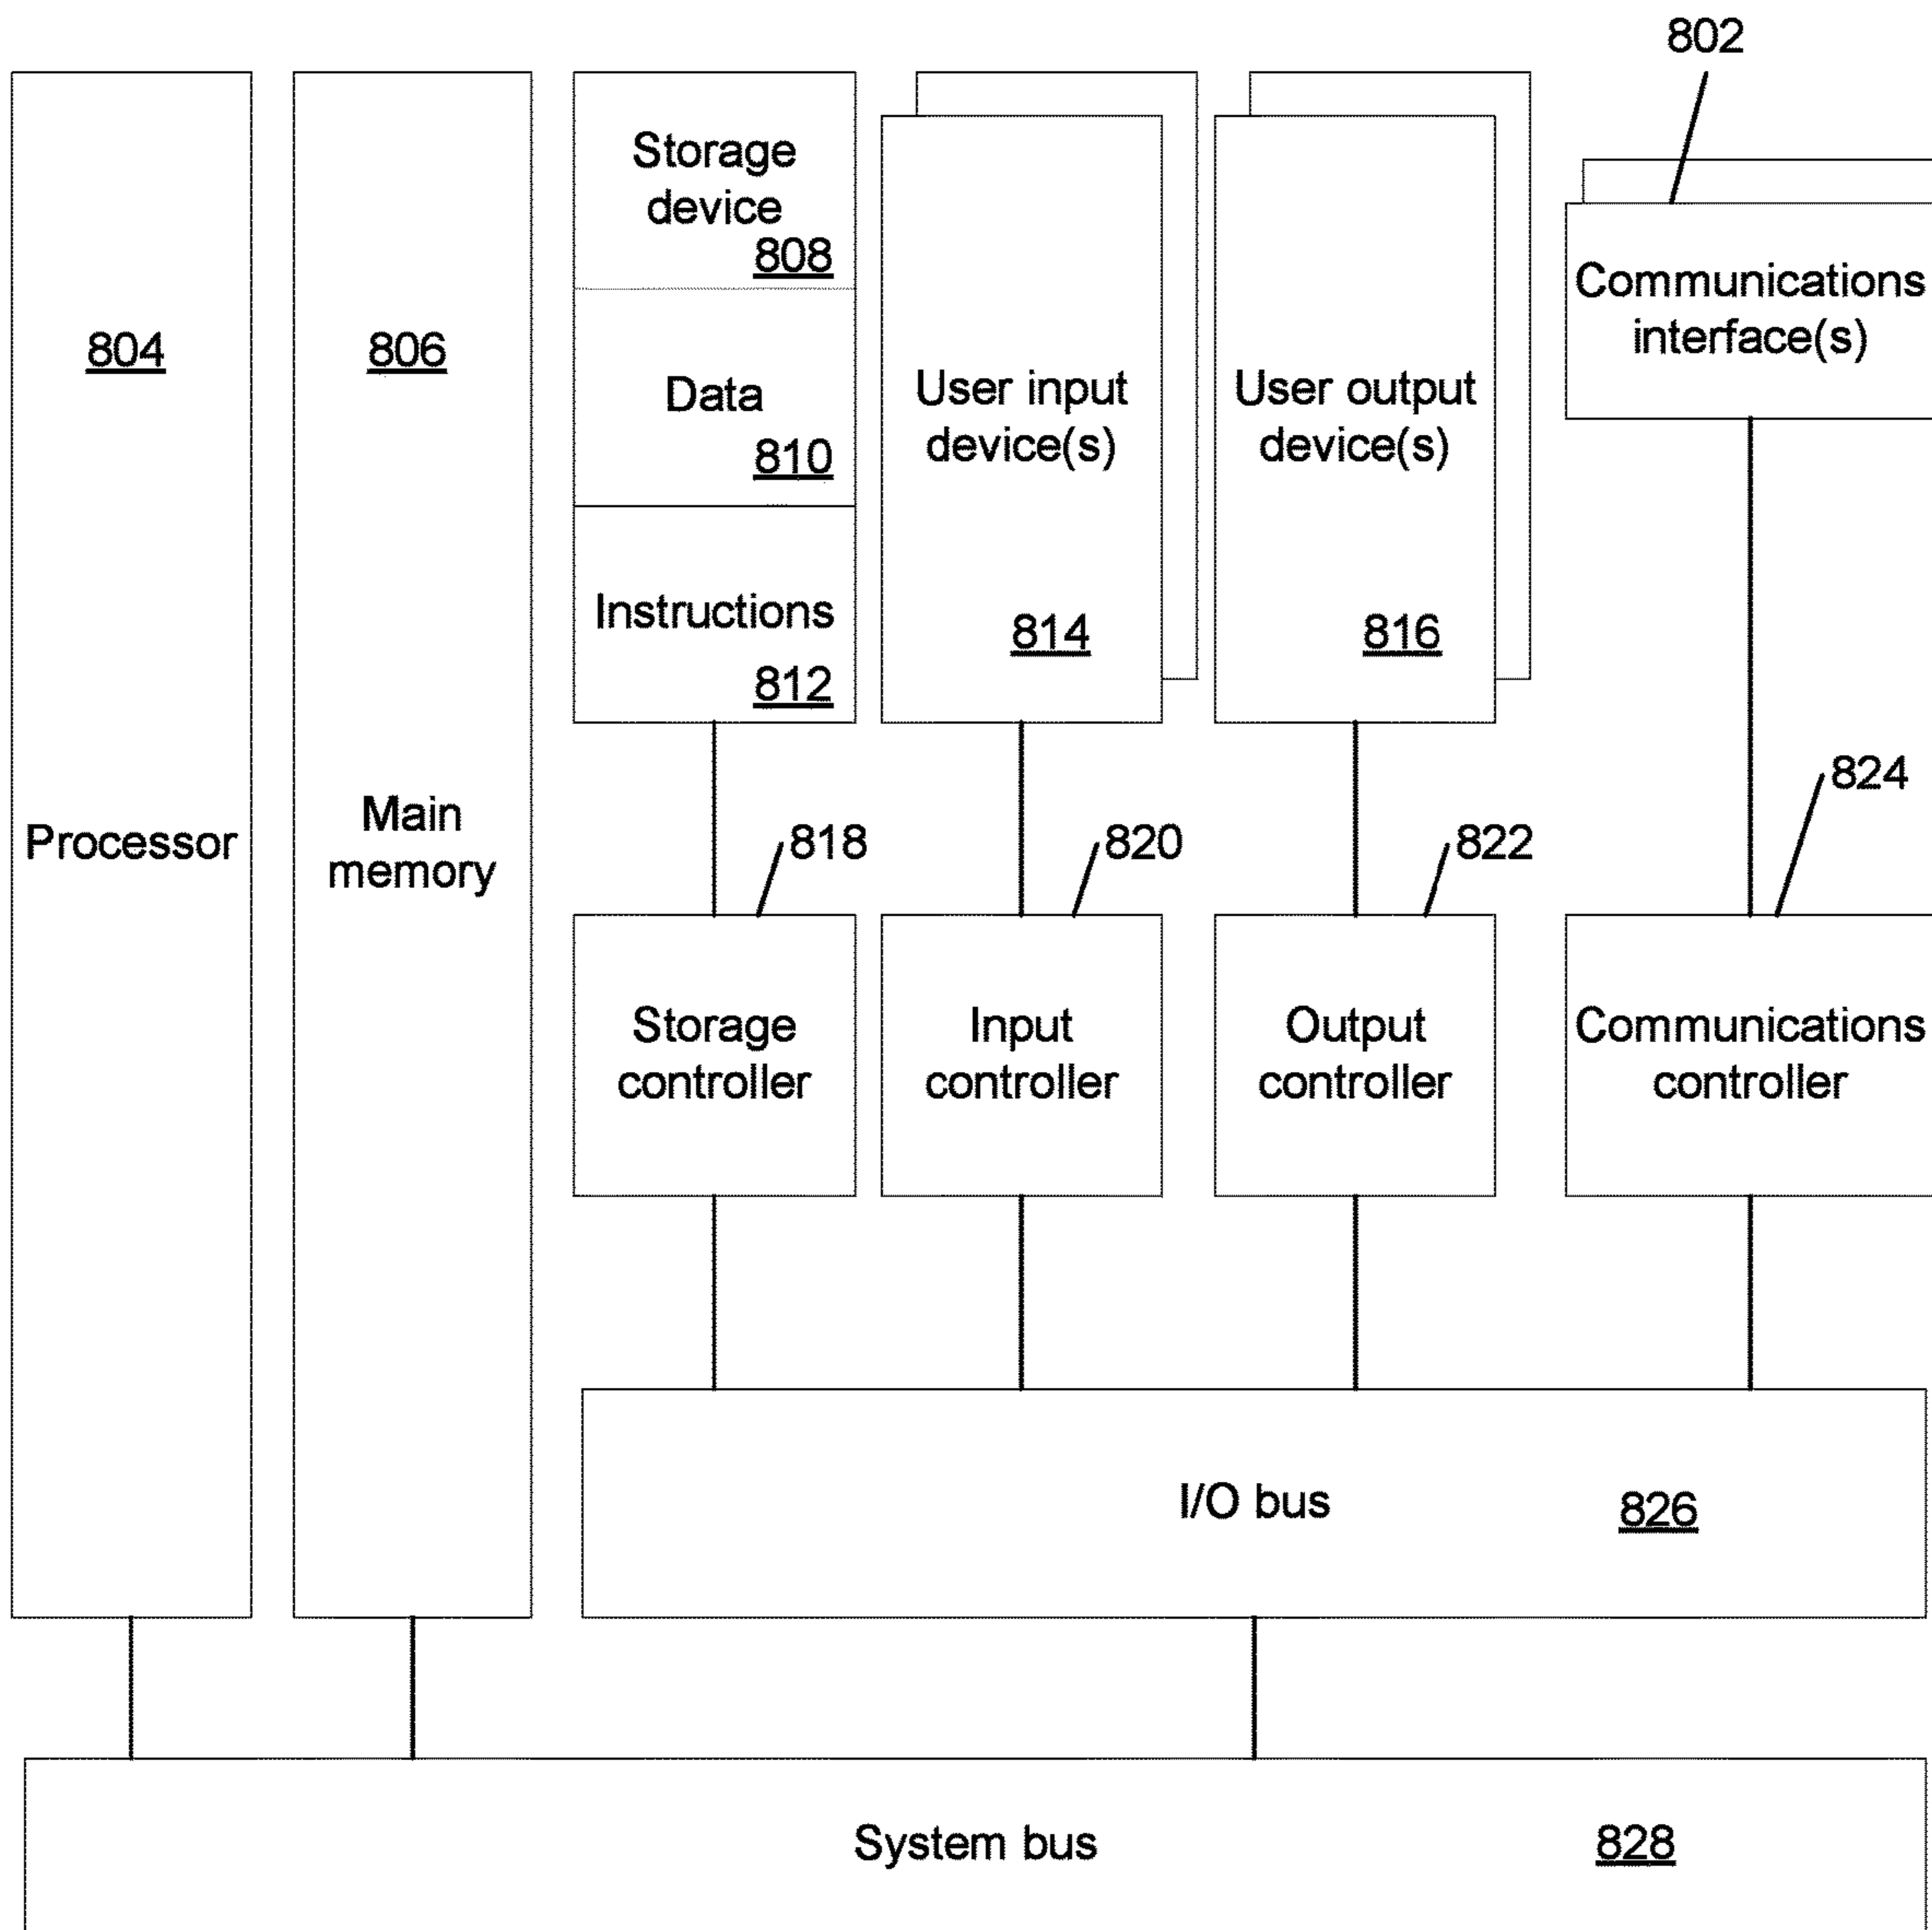 802
Storage
device
808
Communications
interface(s)
804
806
Data
810
User input
device(s)
User output
device(s)
Instructions
812
814
816
824
Processor
Main
memory
818
820
822
Storage
controller
Input
controller
Output
controller
Communications
controller
I/O bus
826
System bus
828